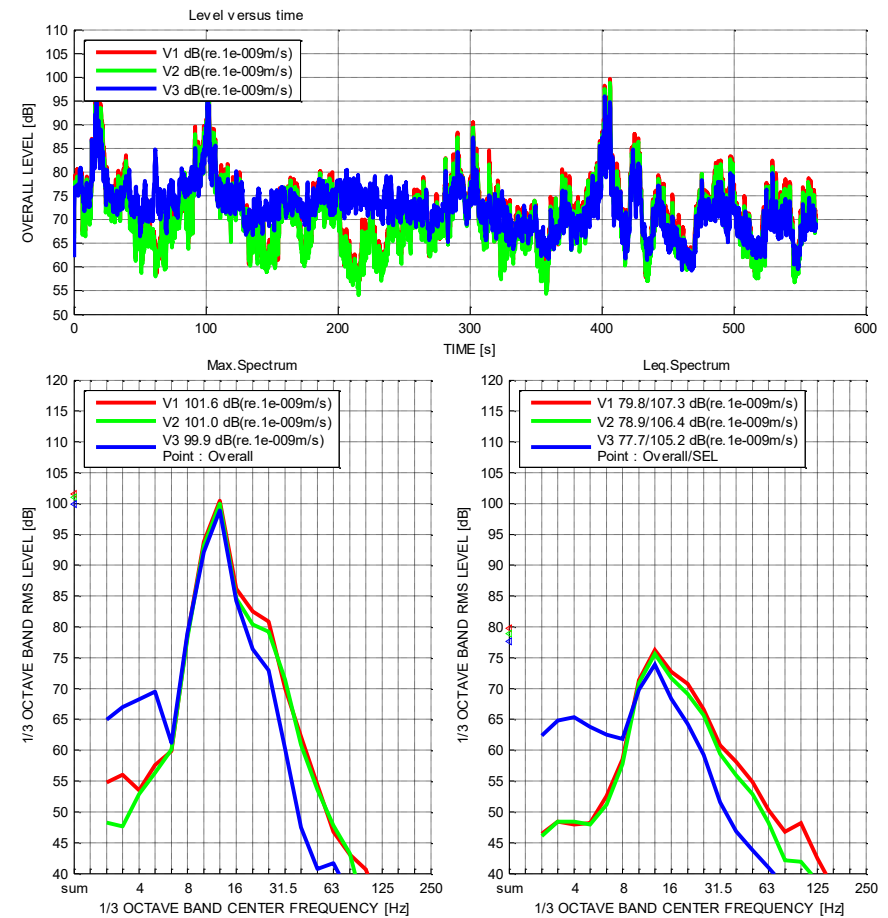 Level versus time
110
105
100
95
90
85
80
75
70
65
60
55
50
OVERALL LEVEL [dB]
V1 dB(re.1e-009m/s)
V2 dB(re.1e-009m/s)
V3 dB(re.1e-009m/s)
0 100 200 300 400 500 600
TIME [s]
Max.Spectrum
120
115
110
105
100
95
90
85
80
75
70
65
60
55
50
45
40
1/3 OCTAVE BAND RMS LEVEL [dB]
V1 101.6 dB(re.1e-009m/s)
V2 101.0 dB(re.1e-009m/s)
V3 99.9 dB(re.1e-009m/s)
Point : Overall
sum 4 8 16 31.5 63 125 250
1/3 OCTAVE BAND CENTER FREQUENCY [Hz]
Leq.Spectrum
120
115
110
105
100
95
90
85
80
75
70
65
60
55
50
45
40
1/3 OCTAVE BAND RMS LEVEL [dB]
V1 79.8/107.3 dB(re.1e-009m/s)
V2 78.9/106.4 dB(re.1e-009m/s)
V3 77.7/105.2 dB(re.1e-009m/s)
Point : Overall/SEL
sum 4 8 16 31.5 63 125 250
1/3 OCTAVE BAND CENTER FREQUENCY [Hz]